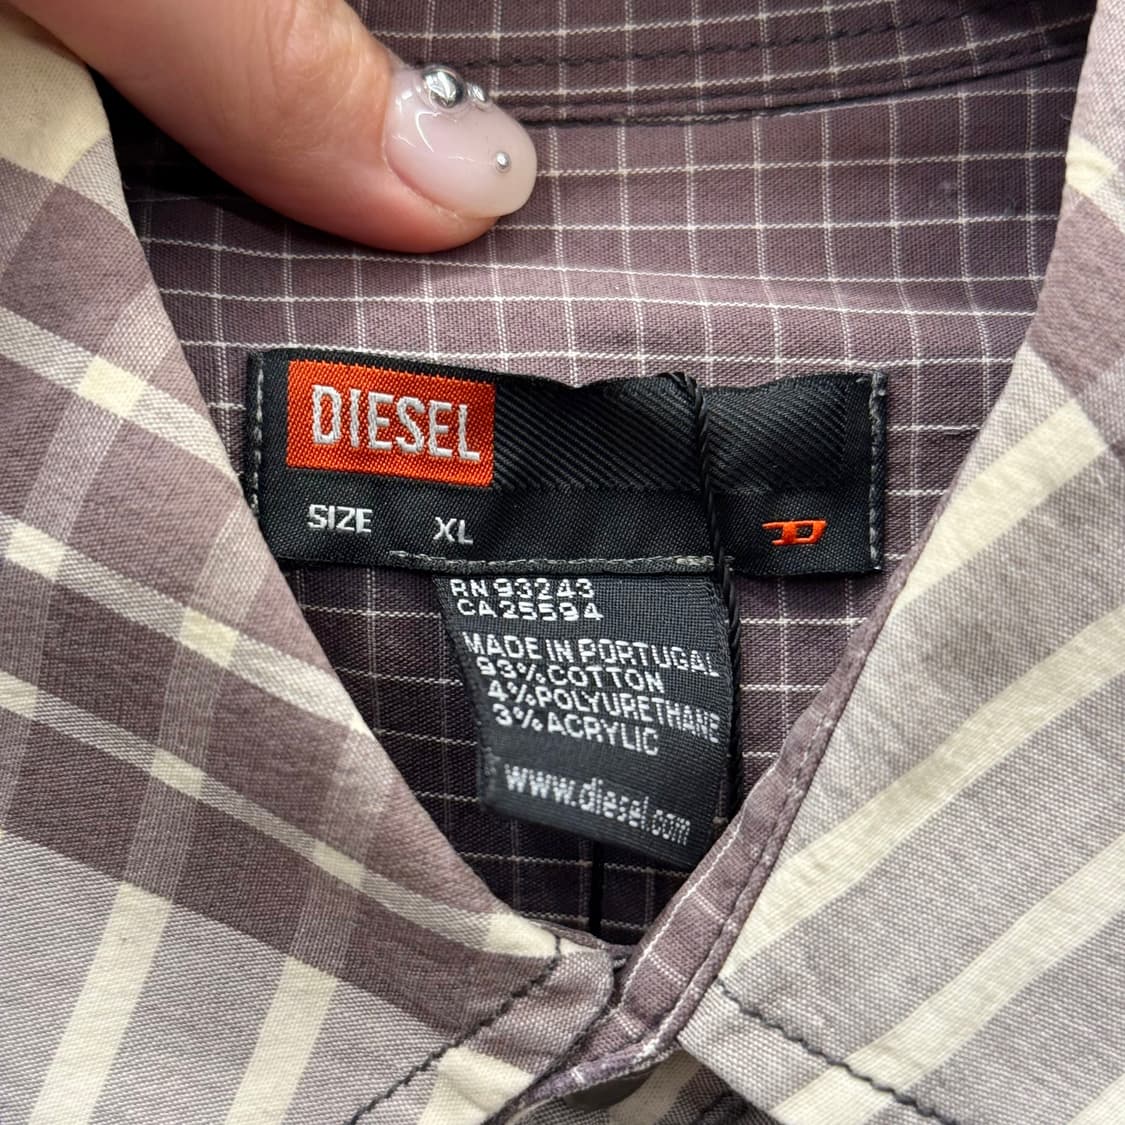 DIESEL
SIZE XL
D
RN 93243
CA 25594
MADE IN PORTUGAL
93% COTTON
4% POLYURETHANE
3% ACRYLIC
www.diesel.com